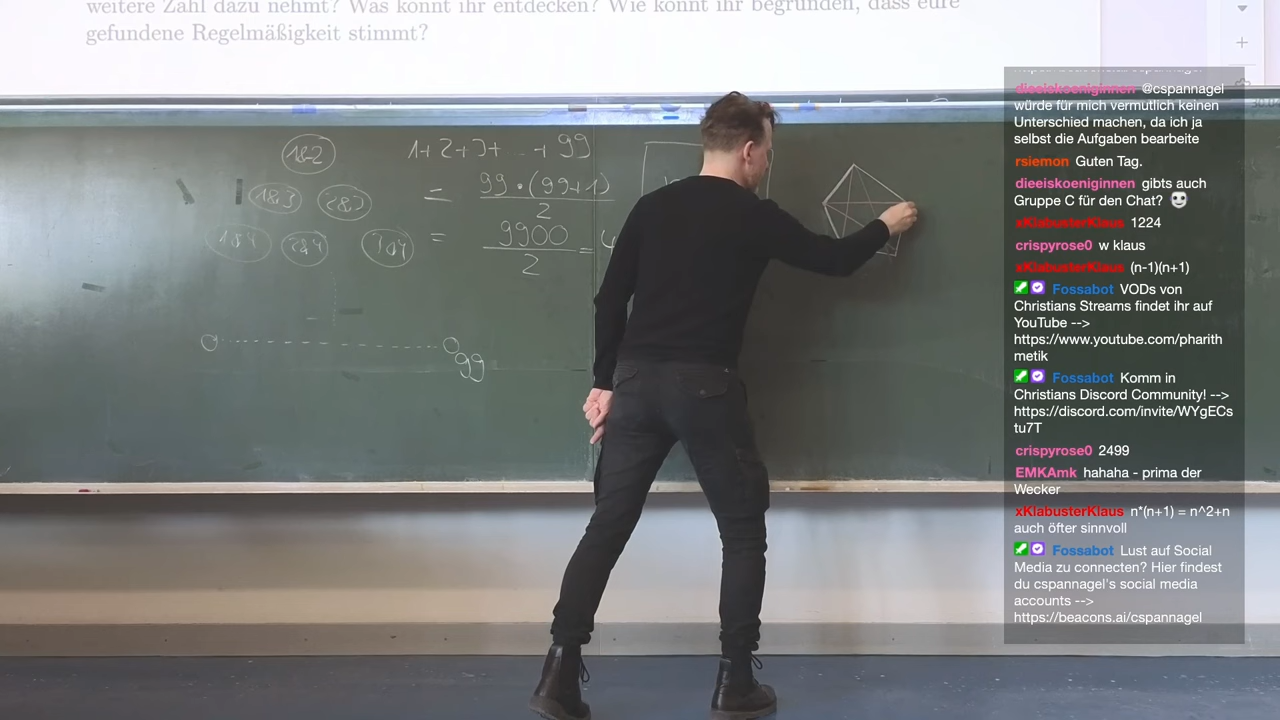 weitere Zahl dazu nehmt? Was könnt ihr entdecken? Wie könnt ihr begründen, dass eure
gefundene Regelmäßigkeit stimmt?
1&2
1&3 2&3
1&4 2&4 3&4
1+2+3+ ... + 99
= 99·(99+1)
2
= 9900
2
=
99
dieeiskoeniginnen @cspannagel
würde für mich vermutlich keinen
Unterschied machen, da ich ja
selbst die Aufgaben bearbeite
rsiemon Guten Tag.
dieeiskoeniginnen gibts auch
Gruppe C für den Chat?
xKlabusterKlaus 1224
crispyrose0 w klaus
xKlabusterKlaus (n-1)(n+1)
Fossabot VODs von
Christians Streams findet ihr auf
YouTube -->
https://www.youtube.com/pharith
metik
Fossabot Komm in
Christians Discord Community! -->
https://discord.com/invite/WYgECs
tu7T
crispyrose0 2499
EMKAmk hahaha - prima der
Wecker
xKlabusterKlaus n*(n+1) = n^2+n
auch öfter sinnvoll
Fossabot Lust auf Social
Media zu connecten? Hier findest
du cspannagel's social media
accounts -->
https://beacons.ai/cspannagel